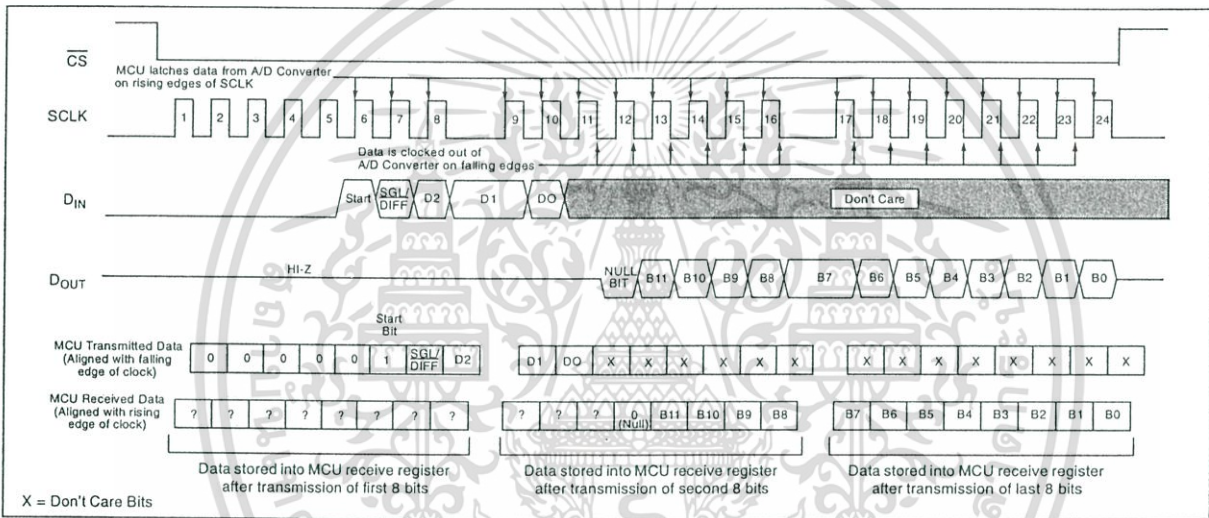 CS
MCU latches data from A/D Converter
on rising edges of SCLK
SCLK
1 2 3 4 5 6 7 8 9 10 11 12 13 14 15 16 17 18 19 20 21 22 23 24
Data is clocked out of
A/D Converter on falling edges
DIN
Start SGL/DIFF D2 D1 DO Don't Care
HI-Z
DOUT
NULL BIT B11 B10 B9 B8 B7 B6 B5 B4 B3 B2 B1 B0
Start
Bit
MCU Transmitted Data
(Aligned with falling
edge of clock)
0 0 0 0 0 1 SGL/DIFF D2 D1 DO X X X X X X X X X X X X X X
MCU Received Data
(Aligned with rising
edge of clock)
? ? ? ? ? ? ? ? ? ? ? 0 (Null) B11 B10 B9 B8 B7 B6 B5 B4 B3 B2 B1 B0
Data stored into MCU receive register
after transmission of first 8 bits
Data stored into MCU receive register
after transmission of second 8 bits
Data stored into MCU receive register
after transmission of last 8 bits
X = Don't Care Bits